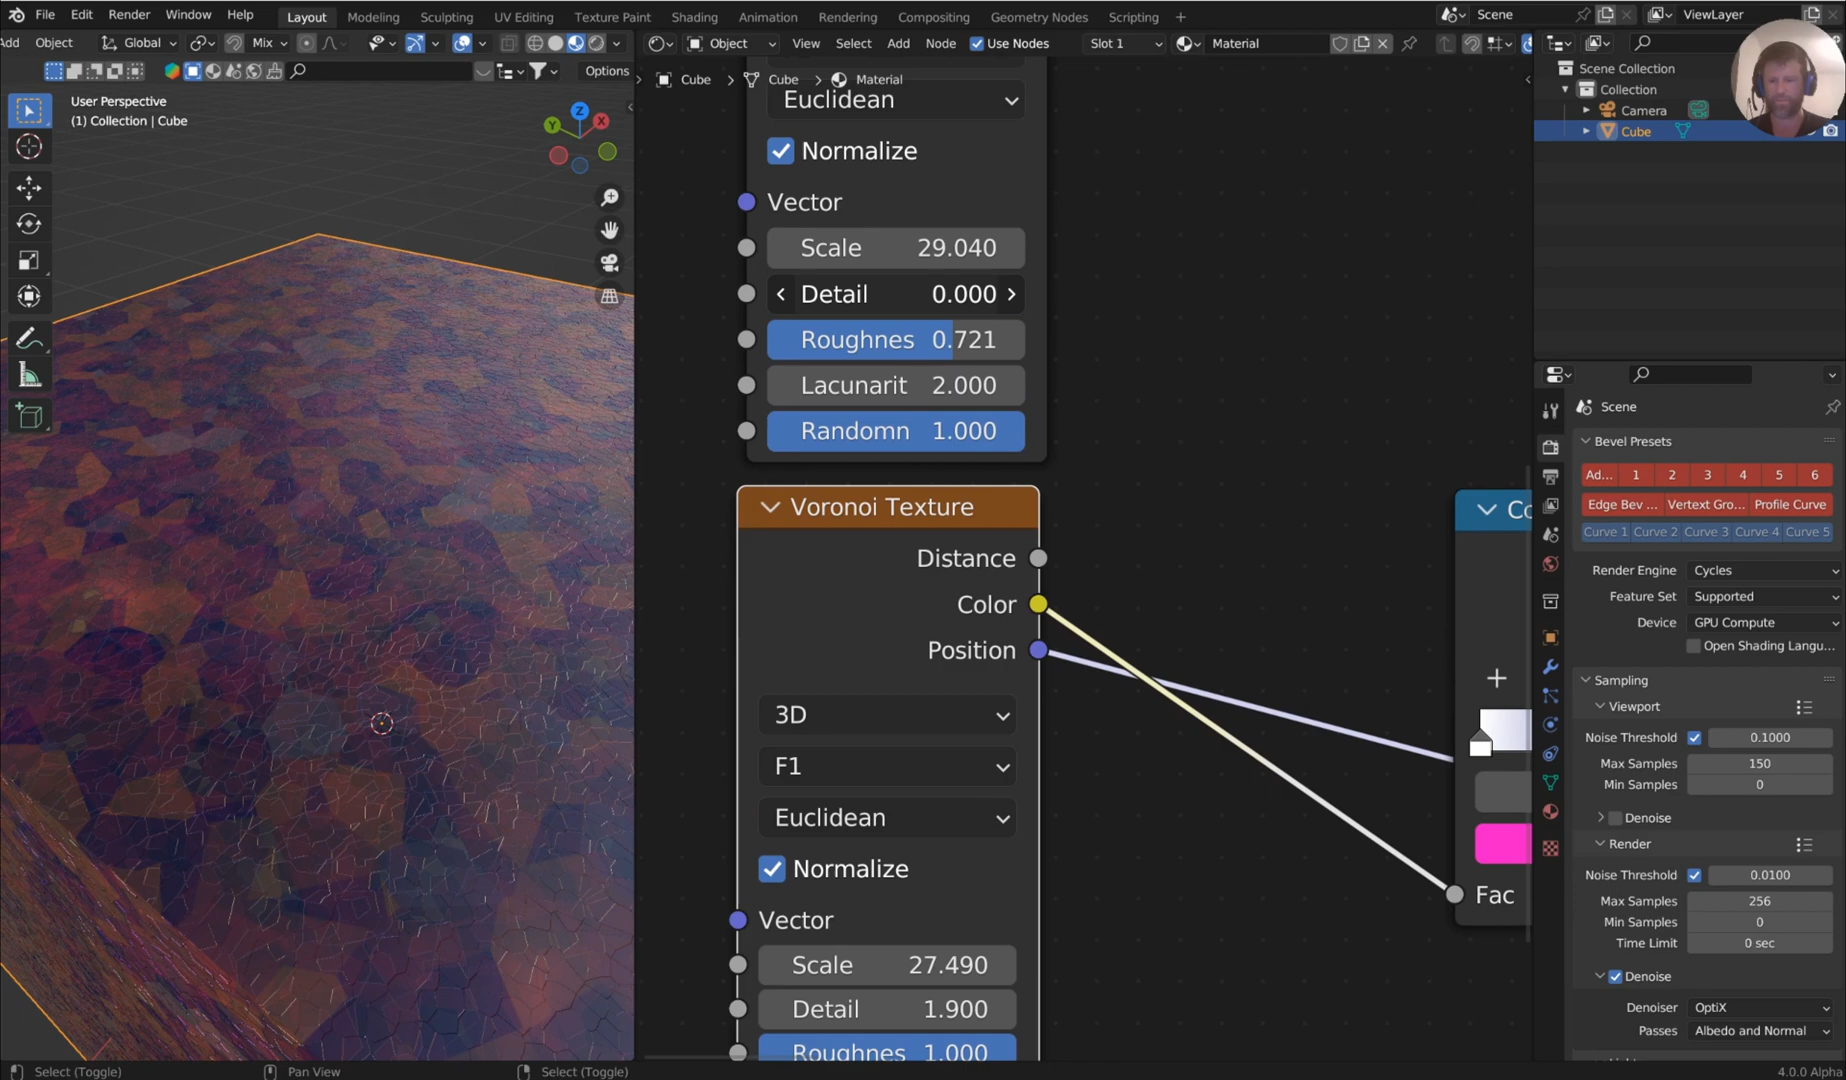 File Edit Render Window Help Layout Modeling Sculpting UV Editing Texture Paint Shading Animation Rendering Compositing Geometry Nodes Scripting + Scene ViewLayer
Add Object Global Mix Object View Select Add Node Use Nodes Slot 1 Material
Options
Cube > Cube > Material
User Perspective
(1) Collection | Cube
Z
Y
X
Euclidean
Normalize
Vector
Scale 29.040
Detail 0.000
Roughnes 0.721
Lacunarit 2.000
Randomn 1.000
Voronoi Texture
Distance
Color
Position
3D
F1
Euclidean
Normalize
Vector
Scale 27.490
Detail 1.900
Roughnes 1.000
Co
+
Fac
Scene Collection
Collection
Camera
Cube
Scene
Bevel Presets
Ad... 1 2 3 4 5 6
Edge Bev ... Vertext Gro... Profile Curve
Curve 1 Curve 2 Curve 3 Curve 4 Curve 5
Render Engine Cycles
Feature Set Supported
Device GPU Compute
Open Shading Langu...
Sampling
Viewport
Noise Threshold 0.1000
Max Samples 150
Min Samples 0
Denoise
Render
Noise Threshold 0.0100
Max Samples 256
Min Samples 0
Time Limit 0 sec
Denoise
Denoiser OptiX
Passes Albedo and Normal
Select (Toggle) Pan View Select (Toggle) 4.0.0 Alpha